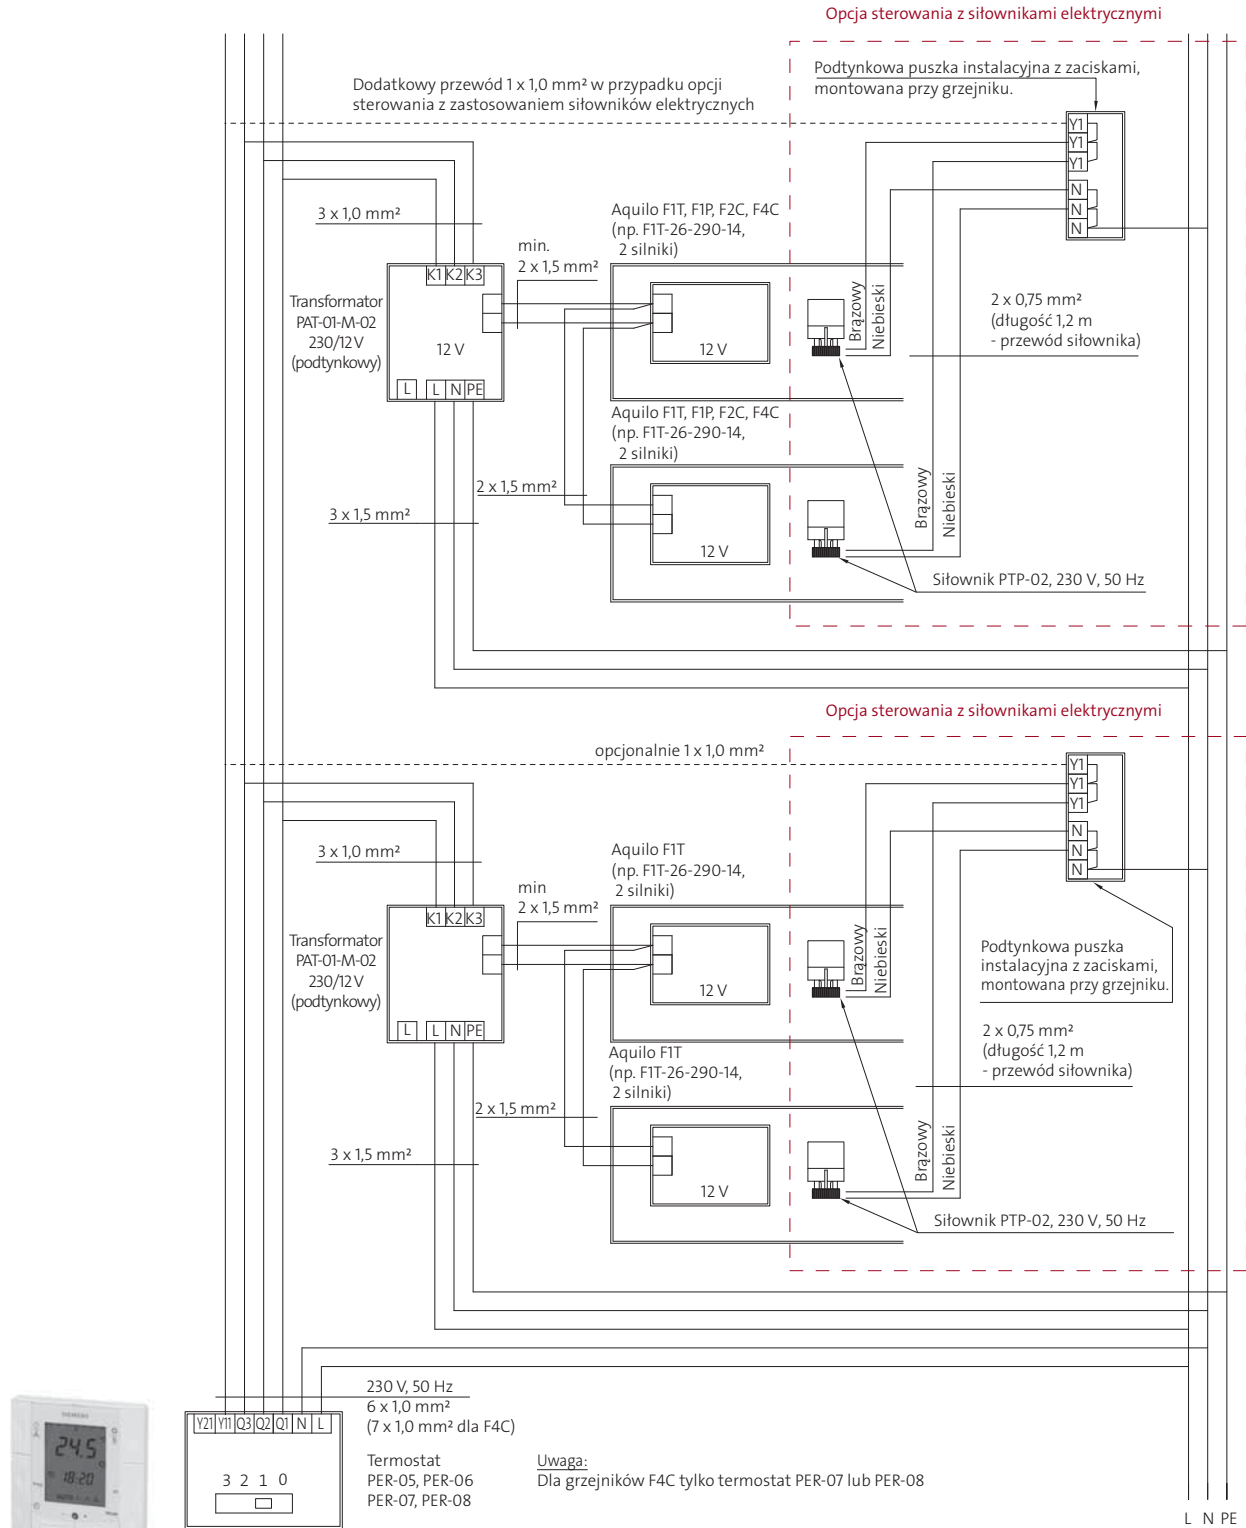 Opcja sterowania z siłownikami elektrycznymi
Dodatkowy przewód 1 x 1,0 mm² w przypadku opcji
sterowania z zastosowaniem siłowników elektrycznych
Podtynkowa puszka instalacyjna z zaciskami,
montowana przy grzejniku.
Y1
Y1
Y1
N
N
N
3 x 1,0 mm²
Aquilo F1T, F1P, F2C, F4C
(np. F1T-26-290-14,
2 silniki)
min.
2 x 1,5 mm²
K1 K2 K3
Transformator
PAT-01-M-02
230/12 V
(podtynkowy)
12 V
L L N PE
12 V
Brązowy
Niebieski
2 x 0,75 mm²
(długość 1,2 m
- przewód siłownika)
Aquilo F1T, F1P, F2C, F4C
(np. F1T-26-290-14,
2 silniki)
2 x 1,5 mm²
3 x 1,5 mm²
12 V
Brązowy
Niebieski
Siłownik PTP-02, 230 V, 50 Hz
Opcja sterowania z siłownikami elektrycznymi
opcjonalnie 1 x 1,0 mm²
Y1
Y1
Y1
N
N
N
3 x 1,0 mm²
Aquilo F1T
(np. F1T-26-290-14,
2 silniki)
min
2 x 1,5 mm²
K1 K2 K3
Transformator
PAT-01-M-02
230/12 V
(podtynkowy)
L L N PE
12 V
Brązowy
Niebieski
Podtynkowa puszka
instalacyjna z zaciskami,
montowana przy grzejniku.
2 x 0,75 mm²
(długość 1,2 m
- przewód siłownika)
Aquilo F1T
(np. F1T-26-290-14,
2 silniki)
2 x 1,5 mm²
3 x 1,5 mm²
12 V
Brązowy
Niebieski
Siłownik PTP-02, 230 V, 50 Hz
230 V, 50 Hz
6 x 1,0 mm²
(7 x 1,0 mm² dla F4C)
Y21 Y11 Q3 Q2 Q1 N L
SIEMENS
24.5
18:20
3 2 1 0
Termostat
PER-05, PER-06
PER-07, PER-08
Uwaga:
Dla grzejników F4C tylko termostat PER-07 lub PER-08
L N PE